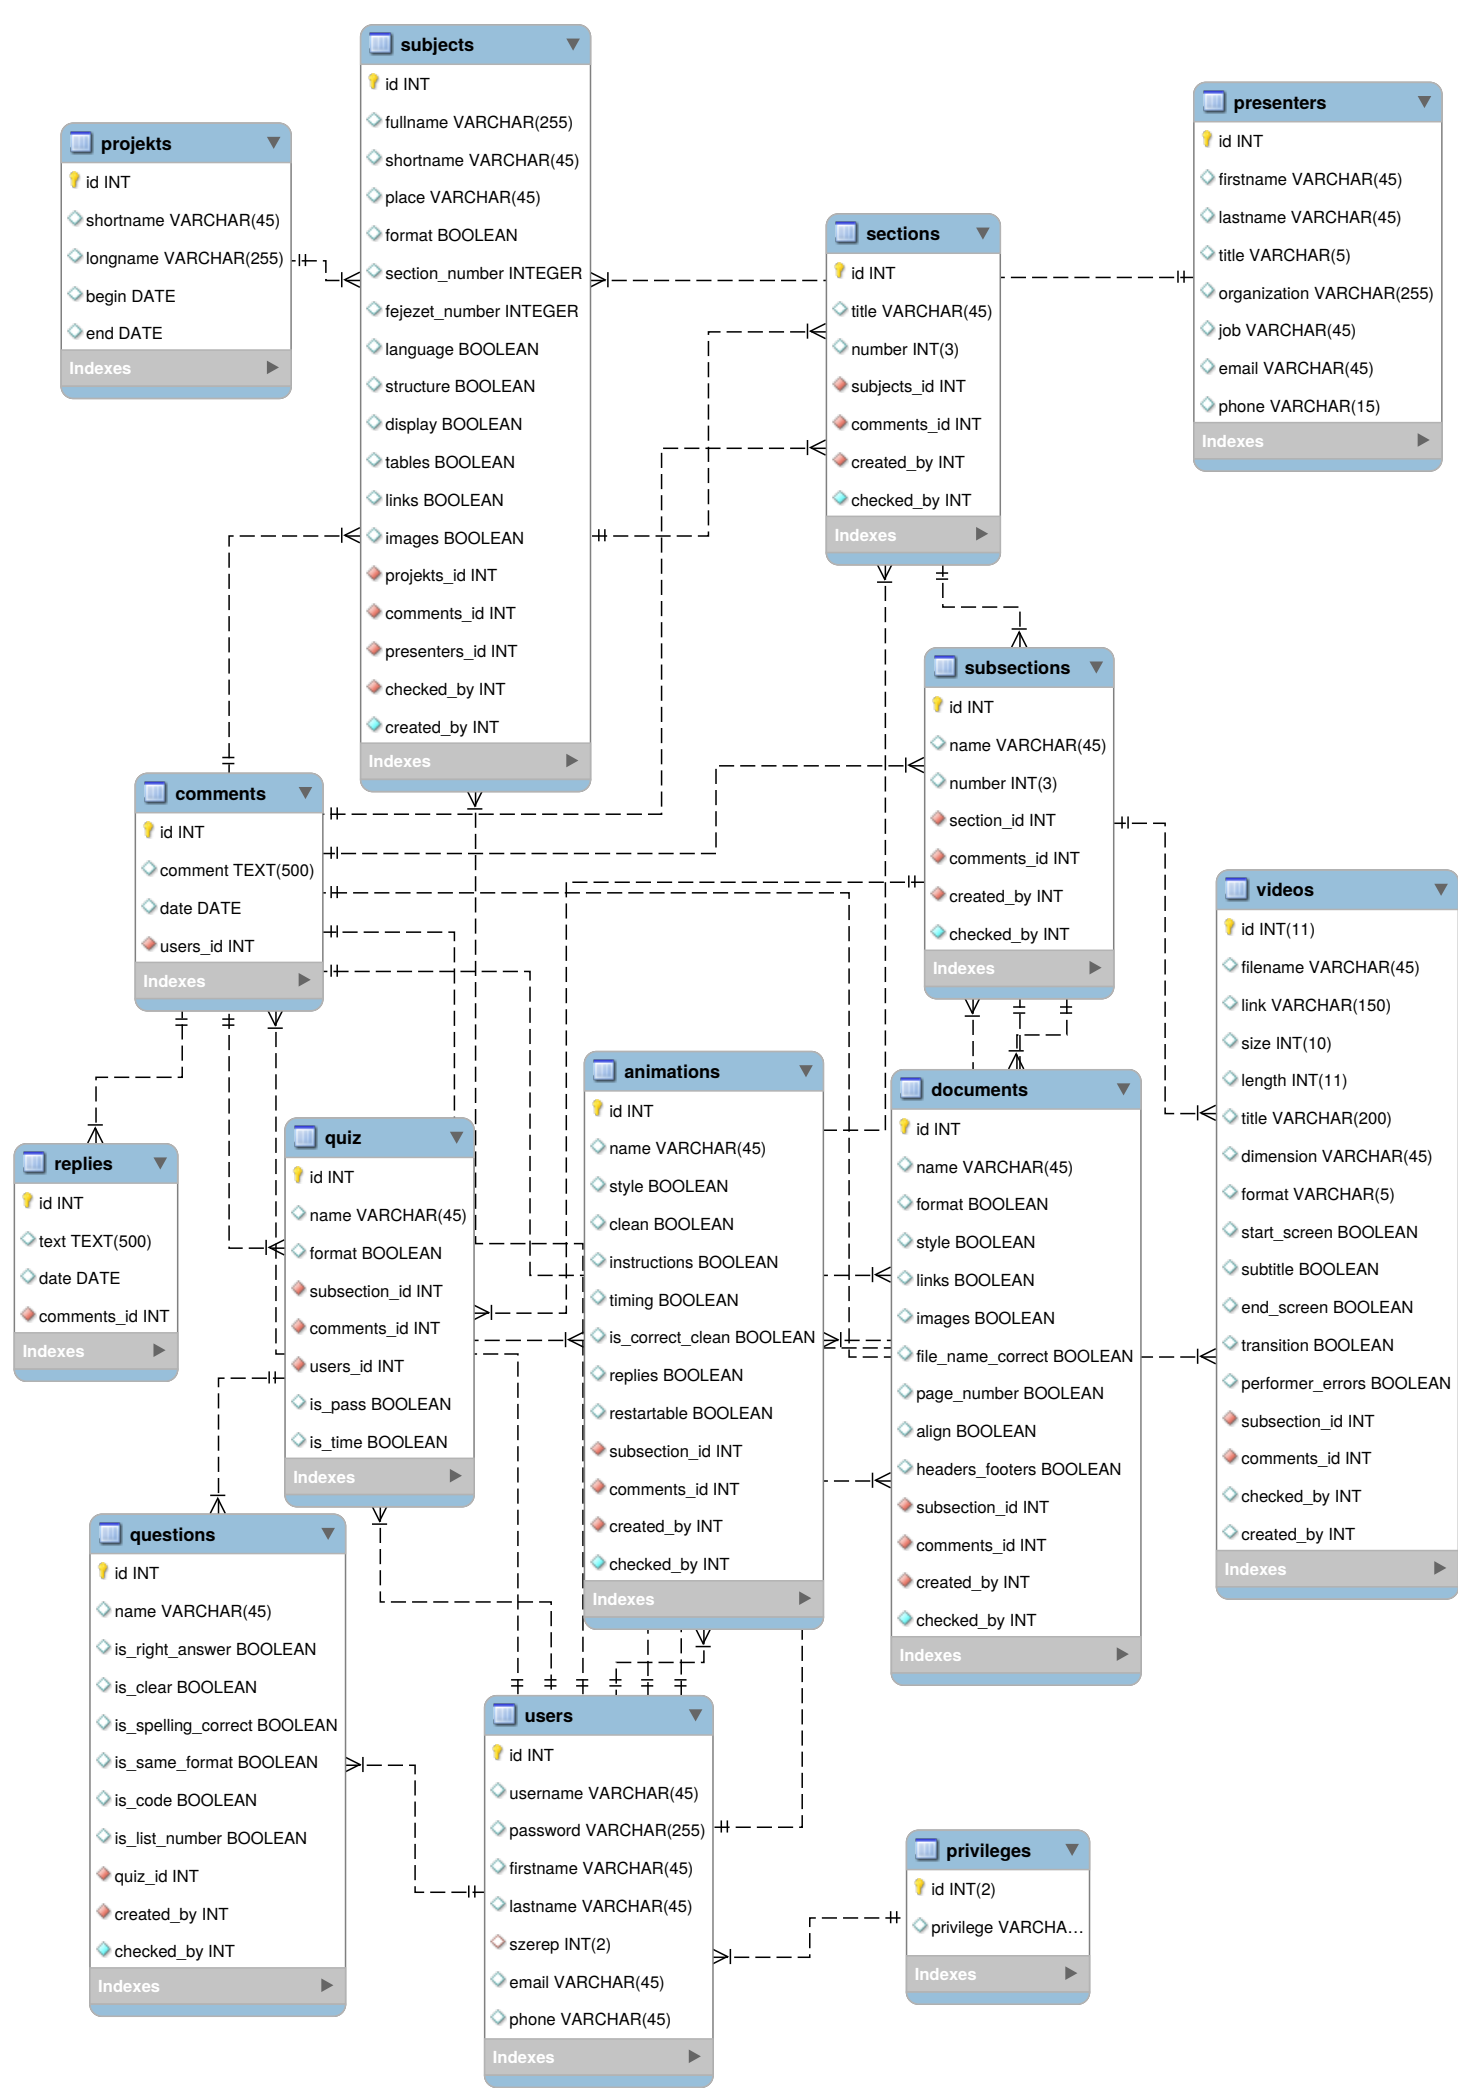 subjects
id INT
fullname VARCHAR(255)
shortname VARCHAR(45)
place VARCHAR(45)
format BOOLEAN
section_number INTEGER
fejezet_number INTEGER
language BOOLEAN
structure BOOLEAN
display BOOLEAN
tables BOOLEAN
links BOOLEAN
images BOOLEAN
projekts_id INT
comments_id INT
presenters_id INT
checked_by INT
created_by INT
Indexes
projekts
id INT
shortname VARCHAR(45)
longname VARCHAR(255)
begin DATE
end DATE
Indexes
presenters
id INT
firstname VARCHAR(45)
lastname VARCHAR(45)
title VARCHAR(5)
organization VARCHAR(255)
job VARCHAR(45)
email VARCHAR(45)
phone VARCHAR(15)
Indexes
sections
id INT
title VARCHAR(45)
number INT(3)
subjects_id INT
comments_id INT
created_by INT
checked_by INT
Indexes
subsections
id INT
name VARCHAR(45)
number INT(3)
section_id INT
comments_id INT
created_by INT
checked_by INT
Indexes
comments
id INT
comment TEXT(500)
date DATE
users_id INT
Indexes
videos
id INT(11)
filename VARCHAR(45)
link VARCHAR(150)
size INT(10)
length INT(11)
title VARCHAR(200)
dimension VARCHAR(45)
format VARCHAR(5)
start_screen BOOLEAN
subtitle BOOLEAN
end_screen BOOLEAN
transition BOOLEAN
performer_errors BOOLEAN
subsection_id INT
comments_id INT
checked_by INT
created_by INT
Indexes
animations
id INT
name VARCHAR(45)
style BOOLEAN
clean BOOLEAN
instructions BOOLEAN
timing BOOLEAN
is_correct_clean BOOLEAN
replies BOOLEAN
restartable BOOLEAN
subsection_id INT
comments_id INT
created_by INT
checked_by INT
Indexes
documents
id INT
name VARCHAR(45)
format BOOLEAN
style BOOLEAN
links BOOLEAN
images BOOLEAN
file_name_correct BOOLEAN
page_number BOOLEAN
align BOOLEAN
headers_footers BOOLEAN
subsection_id INT
comments_id INT
created_by INT
checked_by INT
Indexes
quiz
id INT
name VARCHAR(45)
format BOOLEAN
subsection_id INT
comments_id INT
users_id INT
is_pass BOOLEAN
is_time BOOLEAN
Indexes
replies
id INT
text TEXT(500)
date DATE
comments_id INT
Indexes
questions
id INT
name VARCHAR(45)
is_right_answer BOOLEAN
is_clear BOOLEAN
is_spelling_correct BOOLEAN
is_same_format BOOLEAN
is_code BOOLEAN
is_list_number BOOLEAN
quiz_id INT
created_by INT
checked_by INT
Indexes
users
id INT
username VARCHAR(45)
password VARCHAR(255)
firstname VARCHAR(45)
lastname VARCHAR(45)
szerep INT(2)
email VARCHAR(45)
phone VARCHAR(45)
Indexes
privileges
id INT(2)
privilege VARCHA...
Indexes